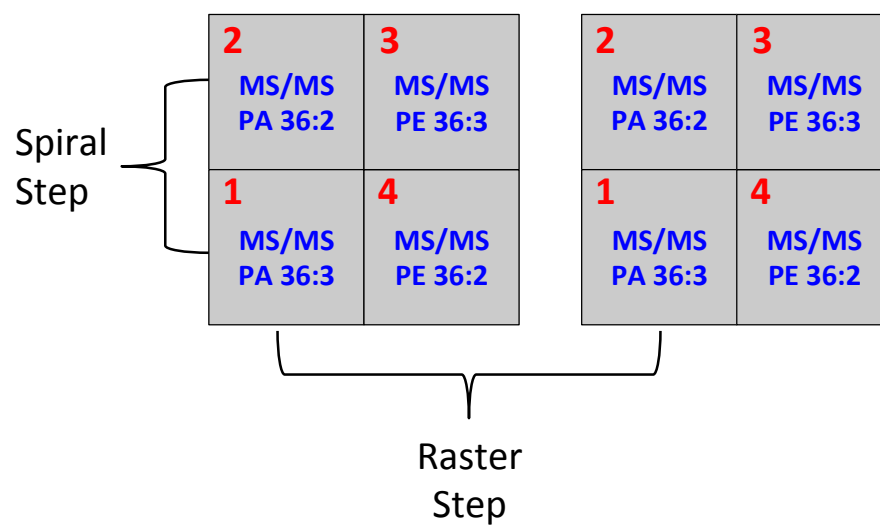 2
MS/MS
PA 36:2
3
MS/MS
PE 36:3
1
MS/MS
PA 36:3
4
MS/MS
PE 36:2
2
MS/MS
PA 36:2
3
MS/MS
PE 36:3
1
MS/MS
PA 36:3
4
MS/MS
PE 36:2
Spiral
Step
Raster
Step